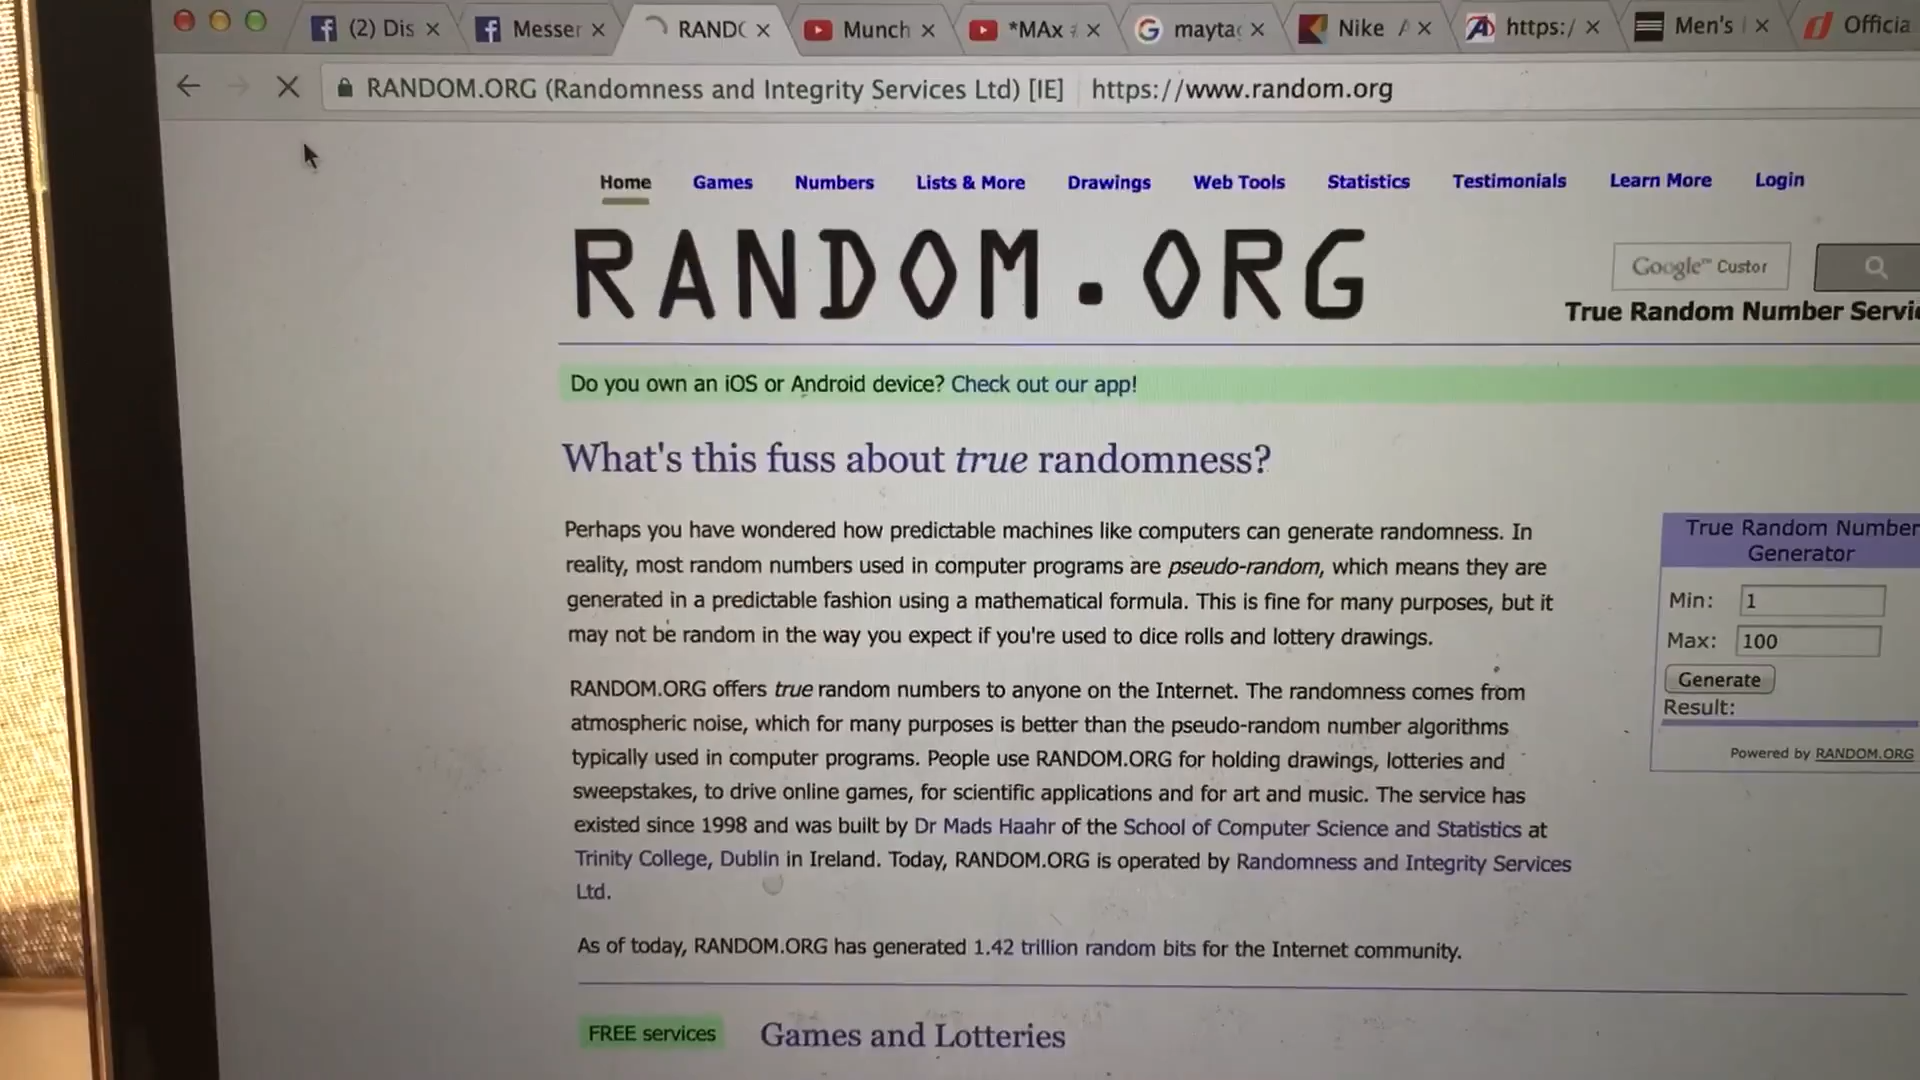 (2) Dis
Messer
RANDO
Munch
*MAx
mayta
Nike
https:/
Men's
Officia
RANDOM.ORG (Randomness and Integrity Services Ltd) [IE] https://www.random.org
Home Games Numbers Lists & More Drawings Web Tools Statistics Testimonials Learn More Login
RANDOM.ORG
Google™ Custor
True Random Number Servic
Do you own an iOS or Android device? Check out our app!
What's this fuss about true randomness?
Perhaps you have wondered how predictable machines like computers can generate randomness. In
reality, most random numbers used in computer programs are pseudo-random, which means they are
generated in a predictable fashion using a mathematical formula. This is fine for many purposes, but it
may not be random in the way you expect if you're used to dice rolls and lottery drawings.
RANDOM.ORG offers true random numbers to anyone on the Internet. The randomness comes from
atmospheric noise, which for many purposes is better than the pseudo-random number algorithms
typically used in computer programs. People use RANDOM.ORG for holding drawings, lotteries and
sweepstakes, to drive online games, for scientific applications and for art and music. The service has
existed since 1998 and was built by Dr Mads Haahr of the School of Computer Science and Statistics at
Trinity College, Dublin in Ireland. Today, RANDOM.ORG is operated by Randomness and Integrity Services
Ltd.
As of today, RANDOM.ORG has generated 1.42 trillion random bits for the Internet community.
True Random Number
Generator
Min: 1
Max: 100
Generate
Result:
Powered by RANDOM.ORG
FREE services
Games and Lotteries